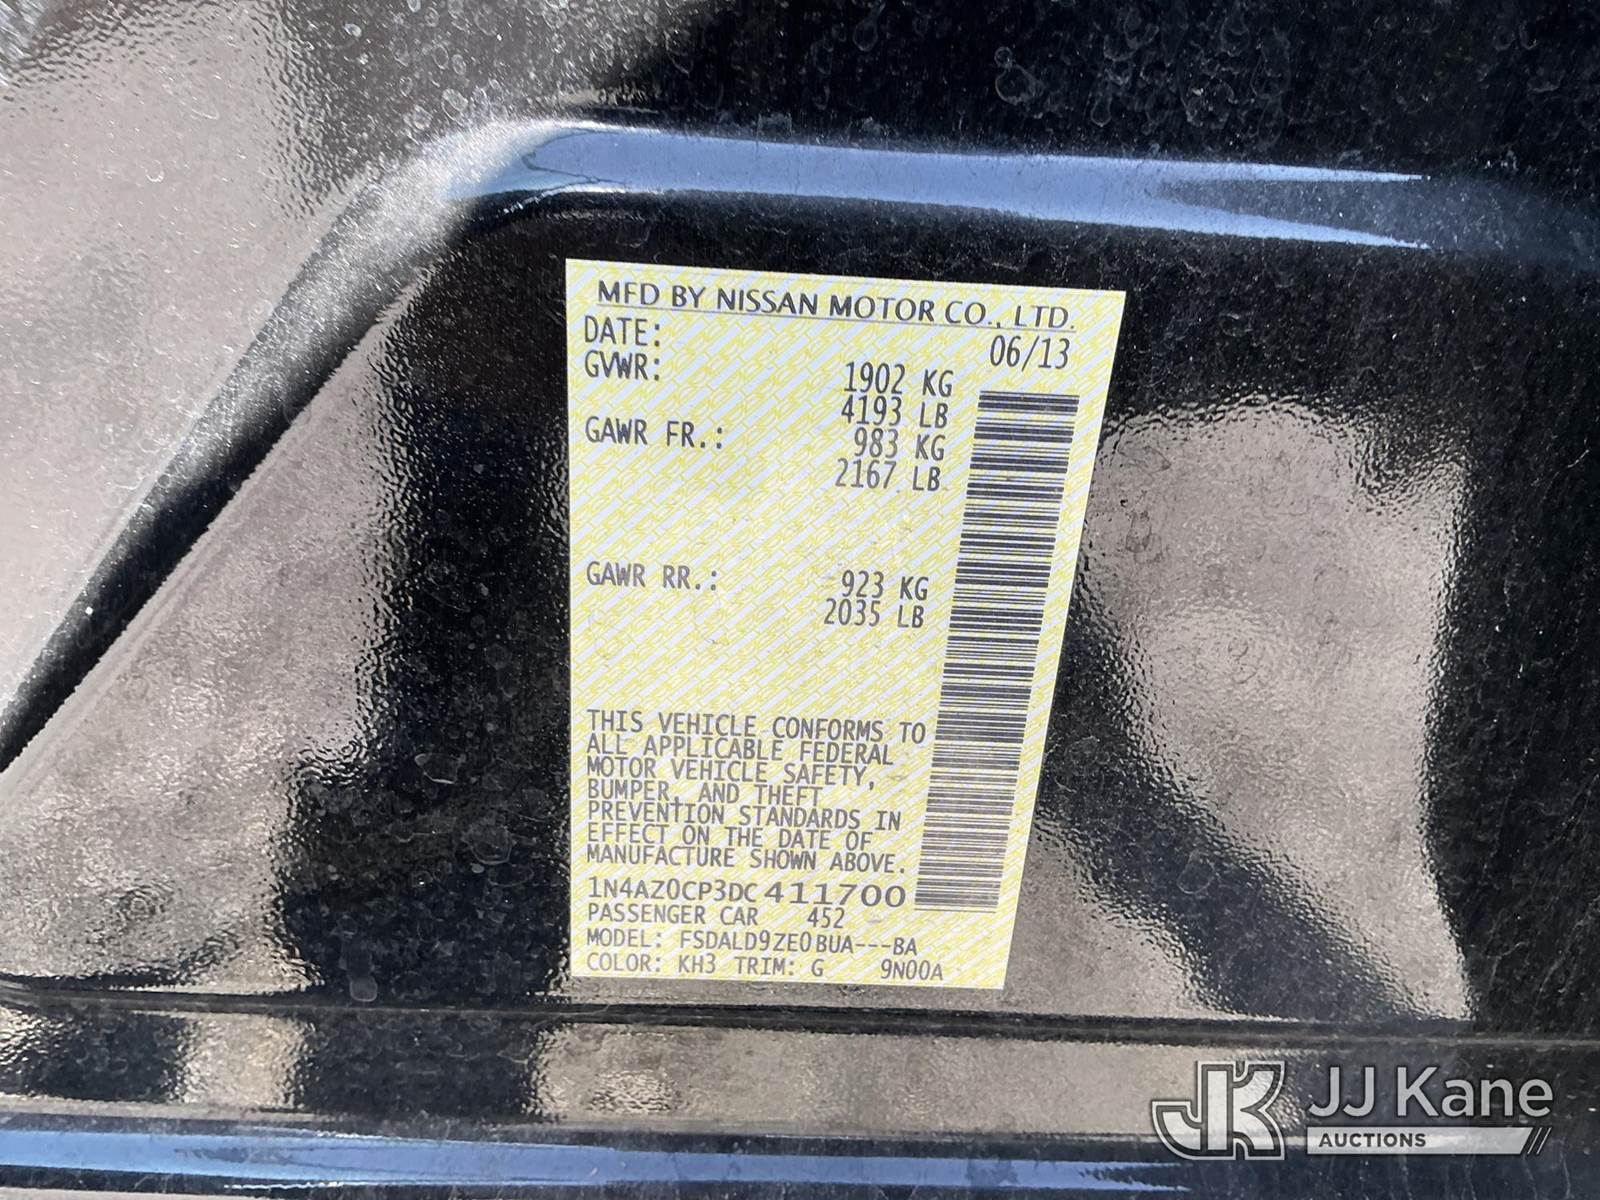 MFD BY NISSAN MOTOR CO., LTD.
DATE: 06/13
GVWR: 1902 KG
4193 LB
GAWR FR.: 983 KG
2167 LB
GAWR RR.: 923 KG
2035 LB
THIS VEHICLE CONFORMS TO
ALL APPLICABLE FEDERAL
MOTOR VEHICLE SAFETY,
BUMPER, AND THEFT
PREVENTION STANDARDS IN
EFFECT ON THE DATE OF
MANUFACTURE SHOWN ABOVE.
1N4AZ0CP3DC411700
PASSENGER CAR 452
MODEL: FSDALD9ZE0BUA---BA
COLOR: KH3 TRIM: G 9N00A
JK JJ Kane
AUCTIONS